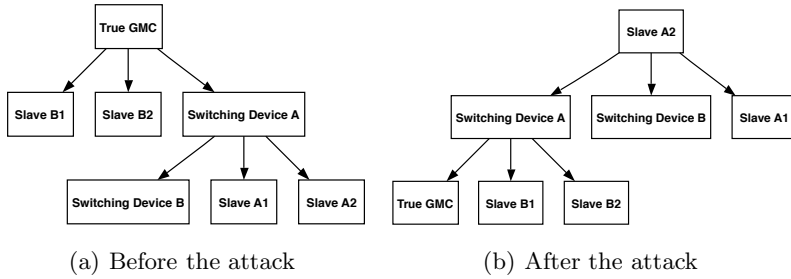 True GMC
Slave B1
Slave B2
Switching Device A
Switching Device B
Slave A1
Slave A2
(a) Before the attack
Slave A2
Switching Device A
Switching Device B
Slave A1
True GMC
Slave B1
Slave B2
(b) After the attack